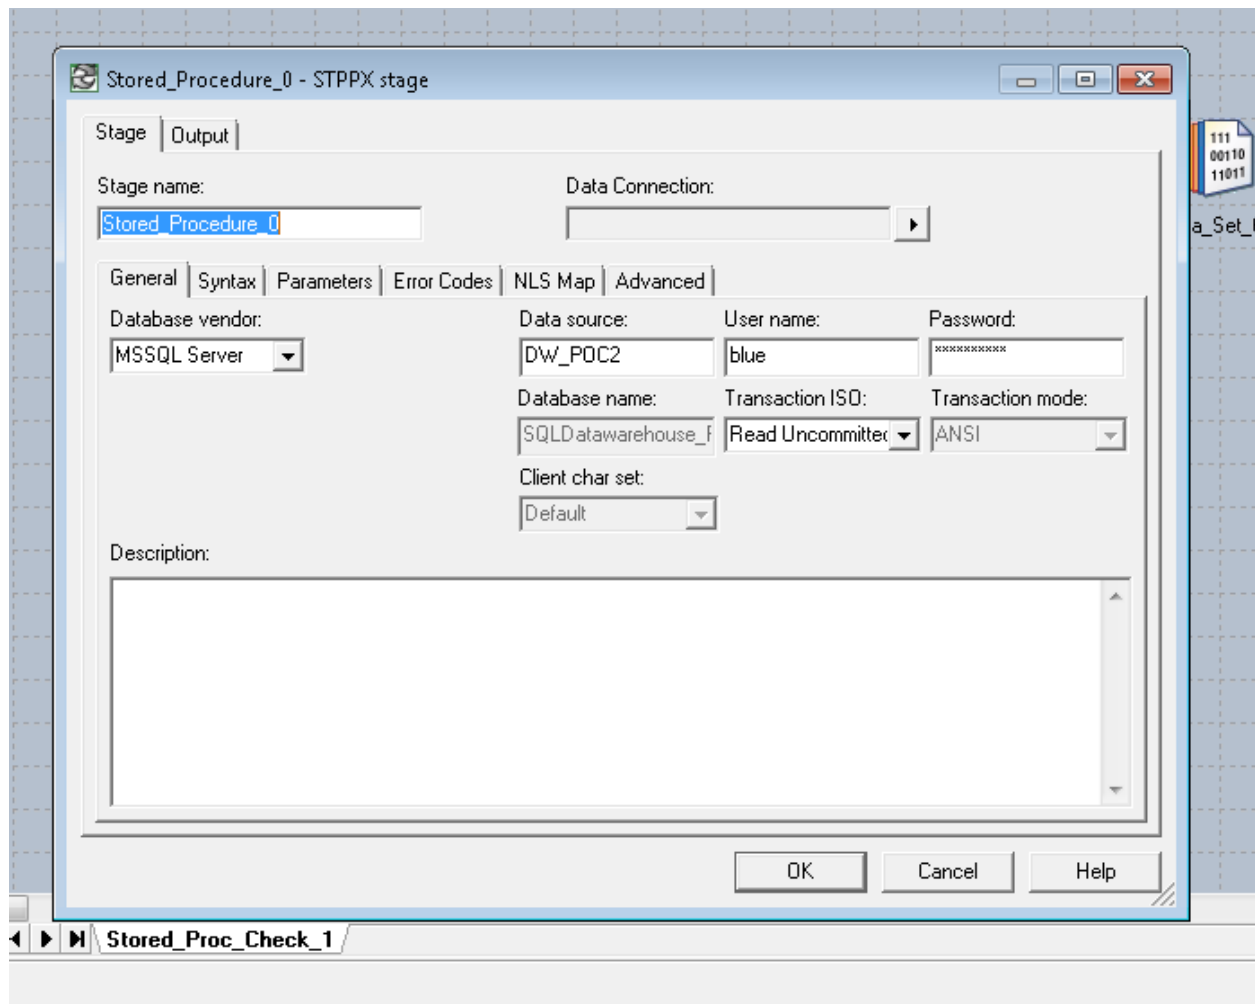 Stored_Procedure_0 - STPPX stage
Stage Output
111
00110
11011
Stage name: Data Connection:
Stored_Procedure_0
a_Set_
General Syntax Parameters Error Codes NLS Map Advanced
Database vendor: Data source: User name: Password:
MSSQL Server DW_POC2 blue **********
Database name: Transaction ISO: Transaction mode:
SQLDatawarehouse_ Read Uncommitted ANSI
Client char set:
Default
Description:
OK Cancel Help
Stored_Proc_Check_1